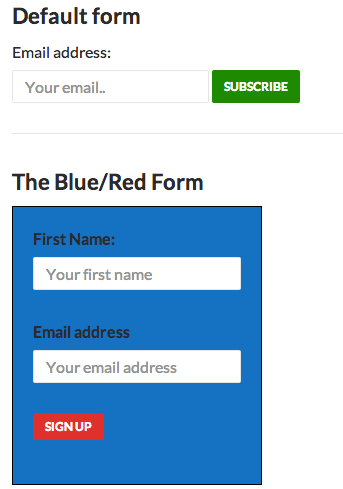 Default form
Email address:
Your email..
SUBSCRIBE
The Blue/Red Form
First Name:
Your first name
Email address
Your email address
SIGN UP